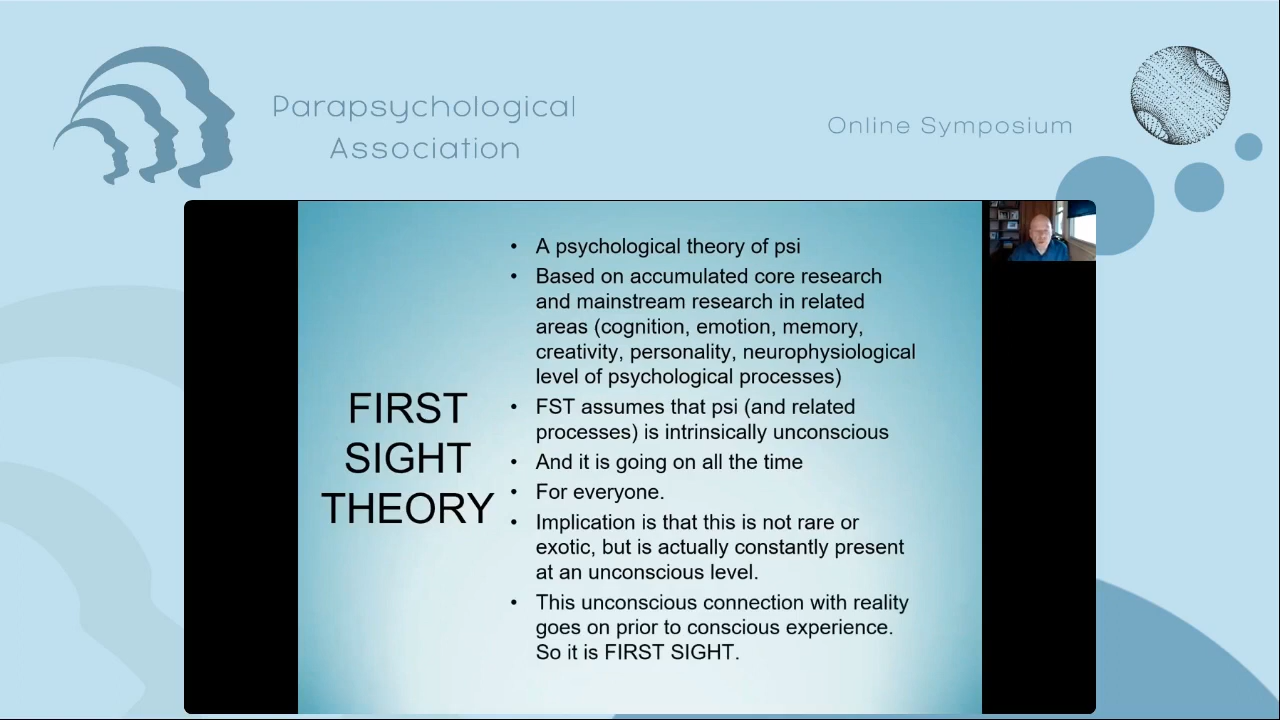 Parapsychological
Association
Online Symposium
FIRST
SIGHT
THEORY
• A psychological theory of psi
• Based on accumulated core research
and mainstream research in related
areas (cognition, emotion, memory,
creativity, personality, neurophysiological
level of psychological processes)
• FST assumes that psi (and related
processes) is intrinsically unconscious
• And it is going on all the time
• For everyone.
• Implication is that this is not rare or
exotic, but is actually constantly present
at an unconscious level.
• This unconscious connection with reality
goes on prior to conscious experience.
So it is FIRST SIGHT.